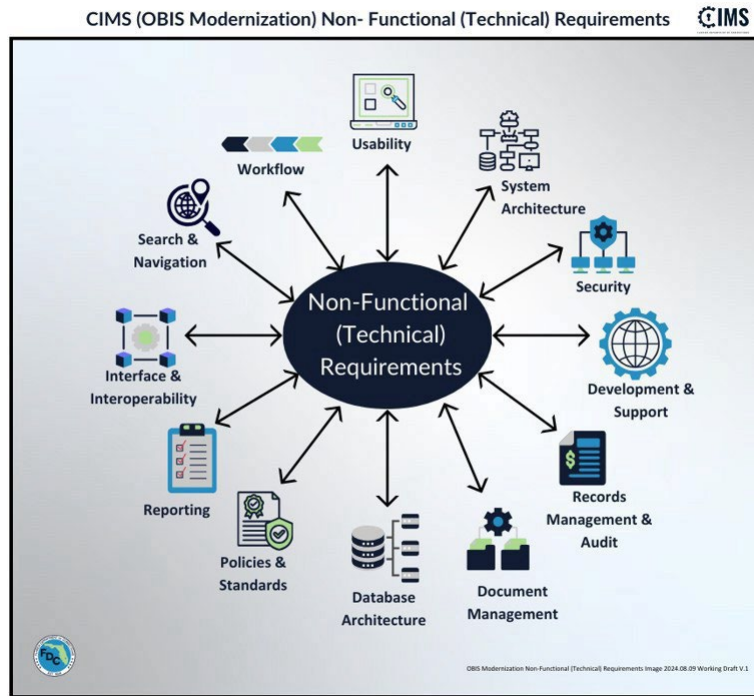 CIMS (OBIS Modernization) Non- Functional (Technical) Requirements
CIMS
Usability
Workflow
System
Architecture
Search &
Navigation
Security
Non-Functional
(Technical)
Requirements
Interface &
Interoperability
Development &
Support
Reporting
Records
Management &
Audit
Policies &
Standards
Database
Architecture
Document
Management
FDC
OBIS Modernization Non-Functional (Technical) Requirements Image 2024.08.09 Working Draft V.1